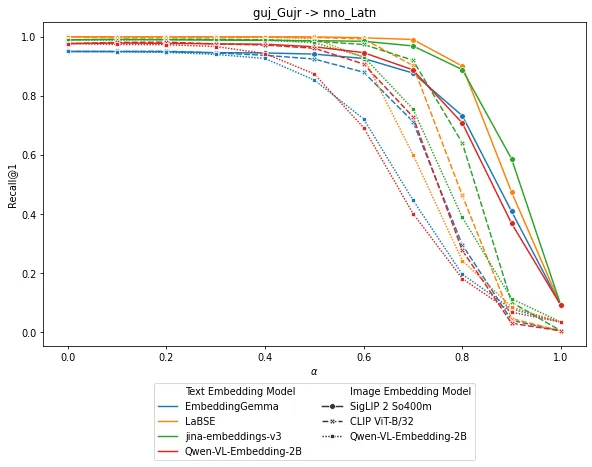 guj_Gujr -> nno_Latn
Recall@1
1.0
0.8
0.6
0.4
0.2
0.0
0.0 0.2 0.4 0.6 0.8 1.0
α
Text Embedding Model
EmbeddingGemma
LaBSE
jina-embeddings-v3
Qwen-VL-Embedding-2B
Image Embedding Model
SigLIP 2 So400m
CLIP ViT-B/32
Qwen-VL-Embedding-2B